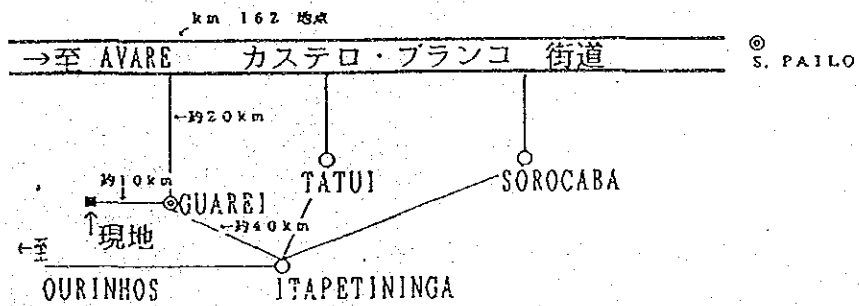 km 162 地点
→至 AVARE カステロ・ブランコ 街道
S. PAILO
←約20km
約10km
TATUI
SOROCABA
GUAREI
↑現地
←約40km
←至
OURINHOS
ITAPETININGA